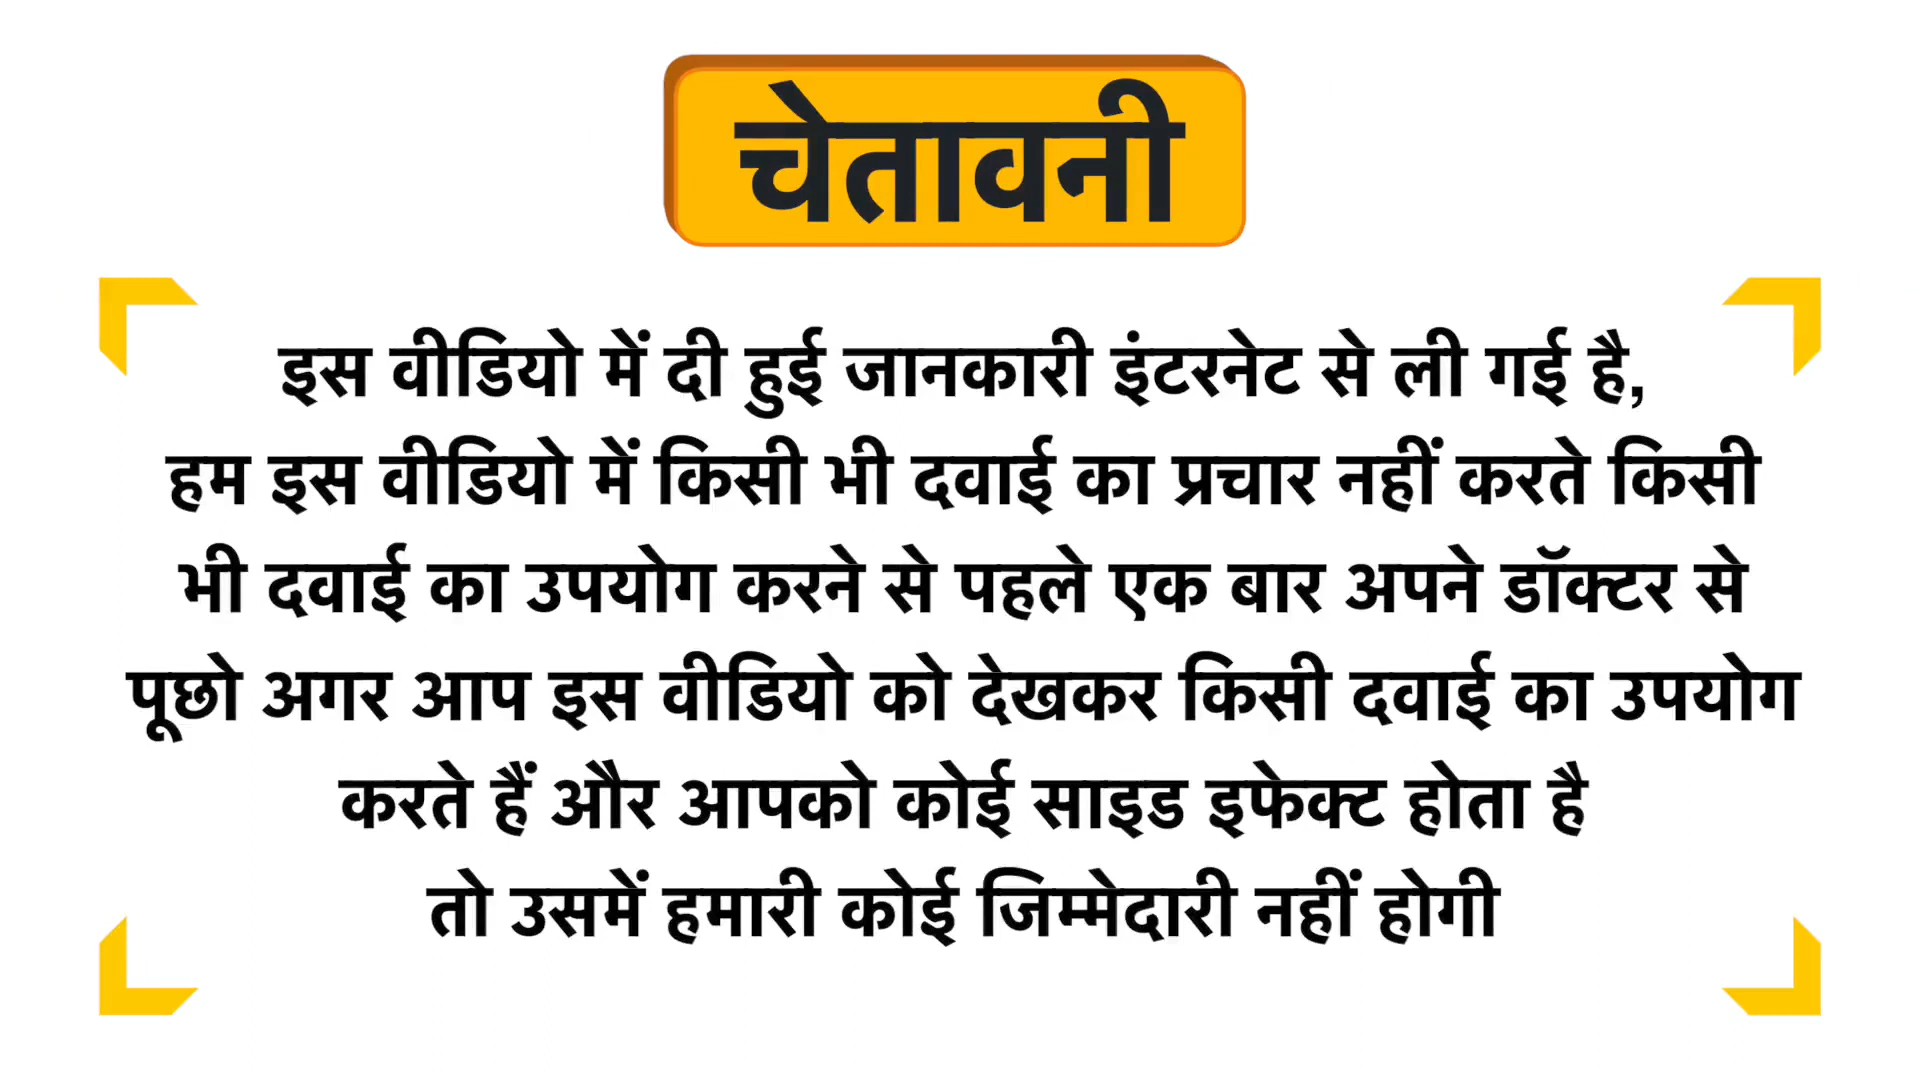 चेतावनी
इस वीडियो में दी हुई जानकारी इंटरनेट से ली गई है,
हम इस वीडियो में किसी भी दवाई का प्रचार नहीं करते किसी
भी दवाई का उपयोग करने से पहले एक बार अपने डॉक्टर से
पूछो अगर आप इस वीडियो को देखकर किसी दवाई का उपयोग
करते हैं और आपको कोई साइड इफेक्ट होता है
तो उसमें हमारी कोई जिम्मेदारी नहीं होगी